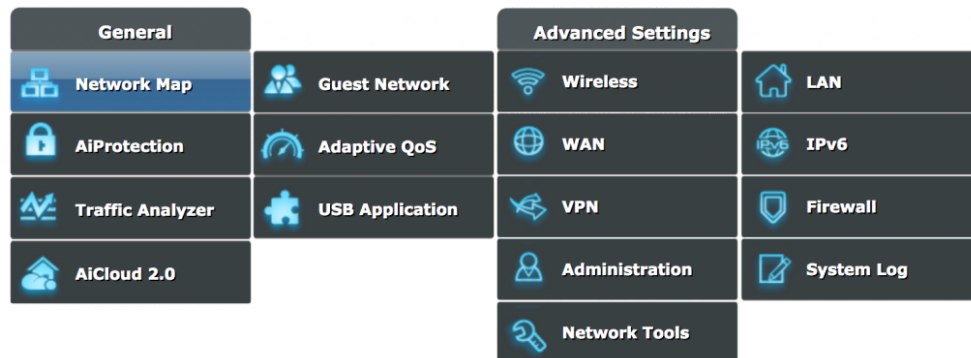 General
Network Map
Guest Network
AiProtection
Adaptive QoS
Traffic Analyzer
USB Application
AiCloud 2.0
Advanced Settings
Wireless
LAN
WAN
IPv6
IPv6
VPN
Firewall
Administration
System Log
Network Tools